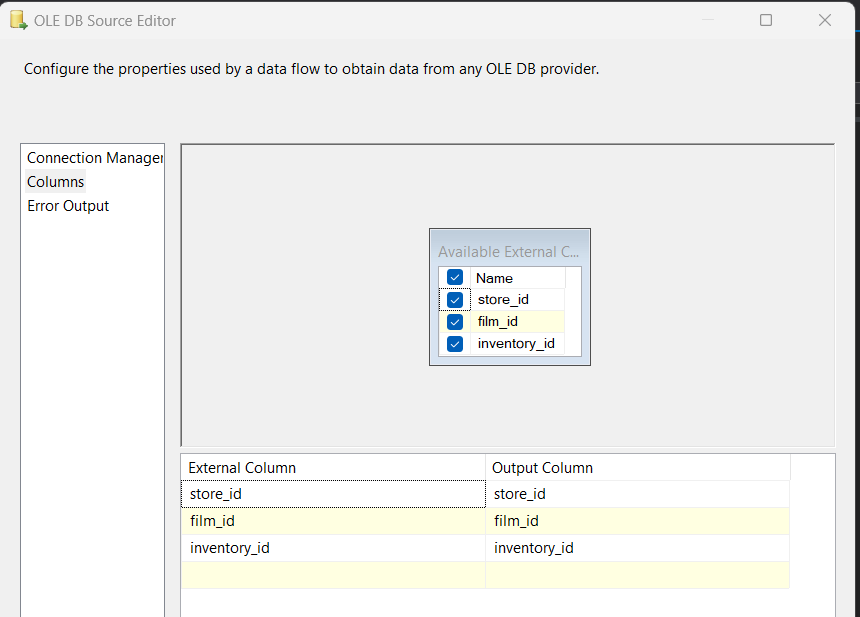 OLE DB Source Editor
Configure the properties used by a data flow to obtain data from any OLE DB provider.
Connection Manager
Columns
Error Output
Available External C...
Name
store_id
film_id
inventory_id
External Column Output Column
store_id store_id
film_id film_id
inventory_id inventory_id